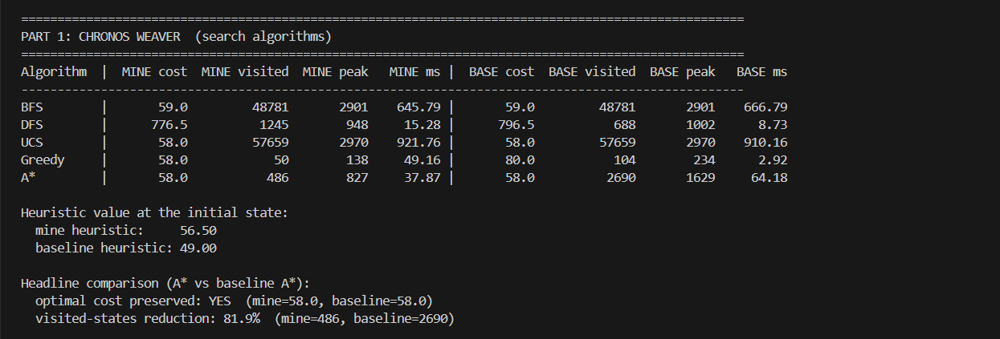 ====================================================================================================
PART 1: CHRONOS WEAVER  (search algorithms)
====================================================================================================
Algorithm  |  MINE cost  MINE visited  MINE peak   MINE ms |  BASE cost  BASE visited  BASE peak   BASE ms
----------------------------------------------------------------------------------------------------
BFS        |       59.0         48781       2901    645.79 |       59.0         48781       2901    666.79
DFS        |      776.5          1245        948     15.28 |      796.5           688       1002      8.73
UCS        |       58.0         57659       2970    921.76 |       58.0         57659       2970    910.16
Greedy     |       58.0            50        138     49.16 |       80.0           104        234      2.92
A*         |       58.0           486        827     37.87 |       58.0          2690       1629     64.18
Heuristic value at the initial state:
  mine heuristic:     56.50
  baseline heuristic: 49.00
Headline comparison (A* vs baseline A*):
  optimal cost preserved: YES  (mine=58.0, baseline=58.0)
  visited-states reduction: 81.9%  (mine=486, baseline=2690)